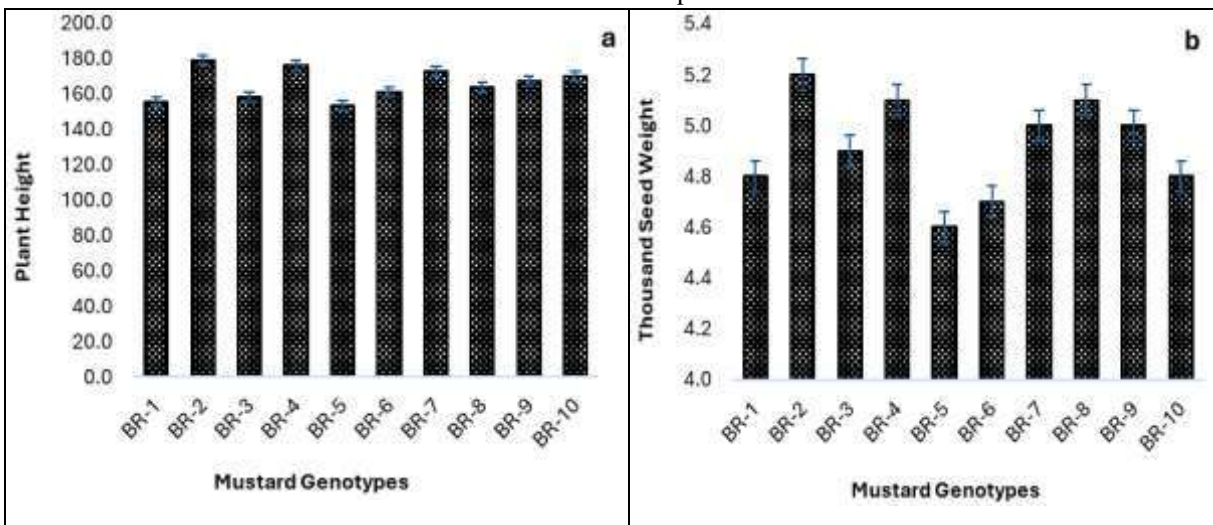 a
200.0
180.0
160.0
140.0
120.0
100.0
80.0
60.0
40.0
20.0
0.0
Plant Height
BR-1
BR-2
BR-3
BR-4
BR-5
BR-6
BR-7
BR-8
BR-9
BR-10
Mustard Genotypes
b
5.4
5.2
5.0
4.8
4.6
4.4
4.2
4.0
Thousand Seed Weight
BR-1
BR-2
BR-3
BR-4
BR-5
BR-6
BR-7
BR-8
BR-9
BR-10
Mustard Genotypes